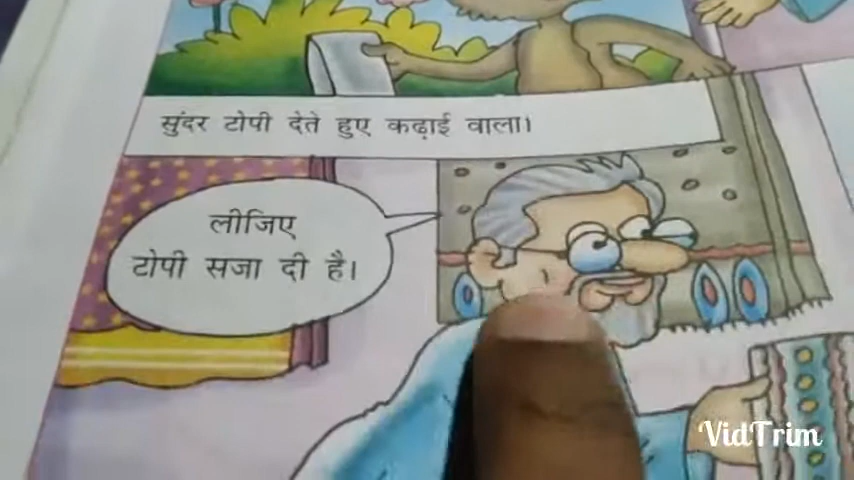 सुंदर टोपी देते हुए कढ़ाई वाला।
लीजिए
टोपी सजा दी है।
VidTrim